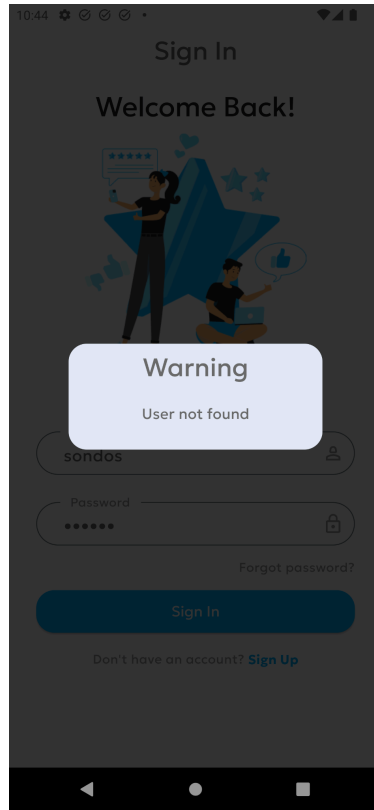 10:44
Sign In
Welcome Back!
Warning
User not found
sondos
Password
••••••
Sign In
Forgot password?
Don't have an account? Sign Up